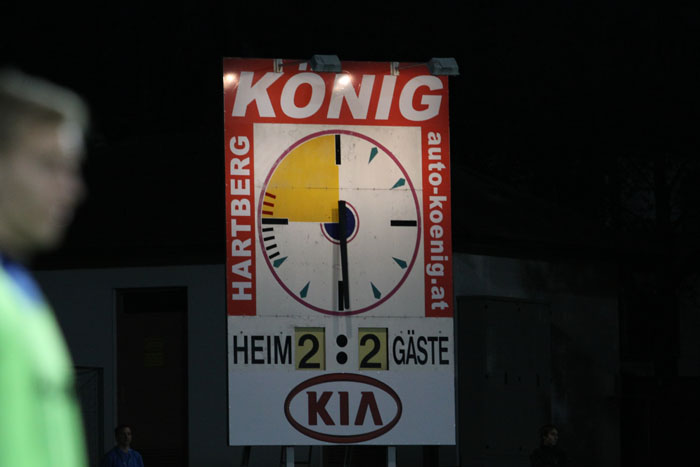 KÖNIG
HARTBERG
auto-koenig.at
HEIM 2 : 2 GÄSTE
KIA